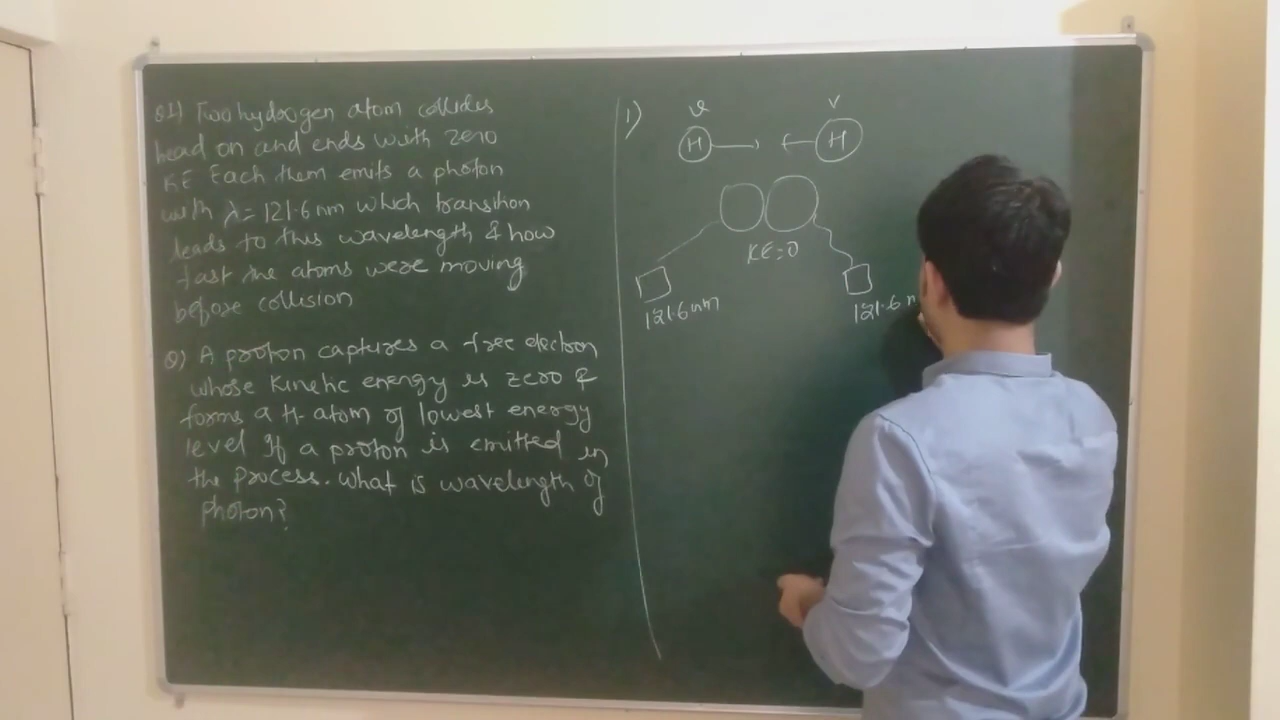 Q1) Two hydrogen atom collides
head on and ends with zero
KE Each them emits a photon
with λ= 121.6 nm which transition
leads to this wavelength & how
fast the atoms were moving
before collision
Q) A proton captures a free electron
whose kinetic energy is zero &
forms a H-atom of lowest energy
level If a proton is emitted in
the process. What is wavelength of
photon?
1)
v v
H H
KE=0
121.6nm 121.6 n